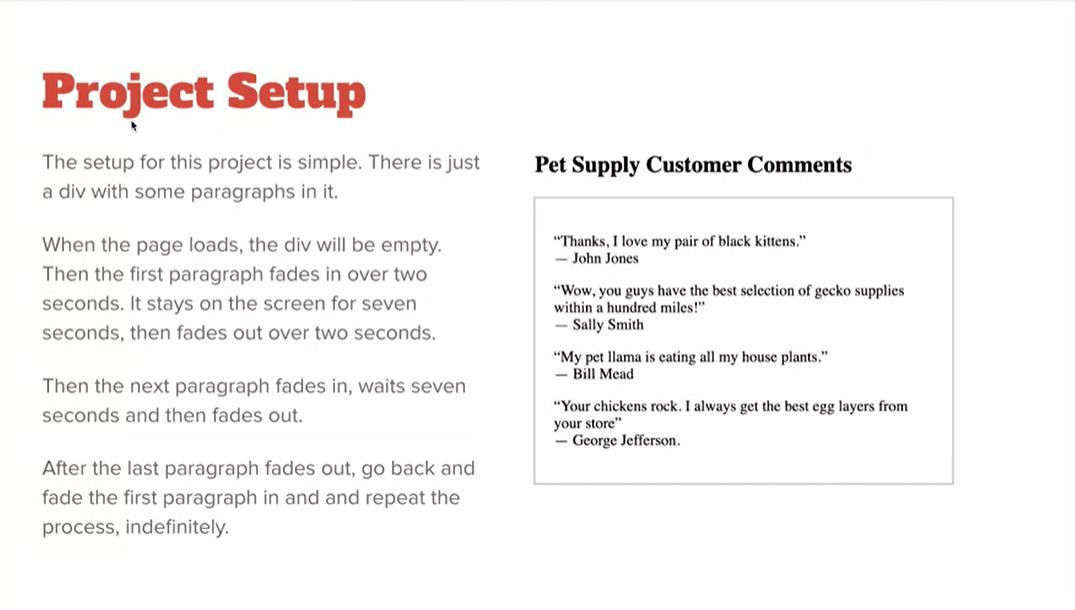 Project Setup
The setup for this project is simple. There is just
a div with some paragraphs in it.
When the page loads, the div will be empty.
Then the first paragraph fades in over two
seconds. It stays on the screen for seven
seconds, then fades out over two seconds.
Then the next paragraph fades in, waits seven
seconds and then fades out.
After the last paragraph fades out, go back and
fade the first paragraph in and and repeat the
process, indefinitely.
Pet Supply Customer Comments
“Thanks, I love my pair of black kittens.”
— John Jones
“Wow, you guys have the best selection of gecko supplies
within a hundred miles!”
— Sally Smith
“My pet llama is eating all my house plants.”
— Bill Mead
“Your chickens rock. I always get the best egg layers from
your store”
— George Jefferson.